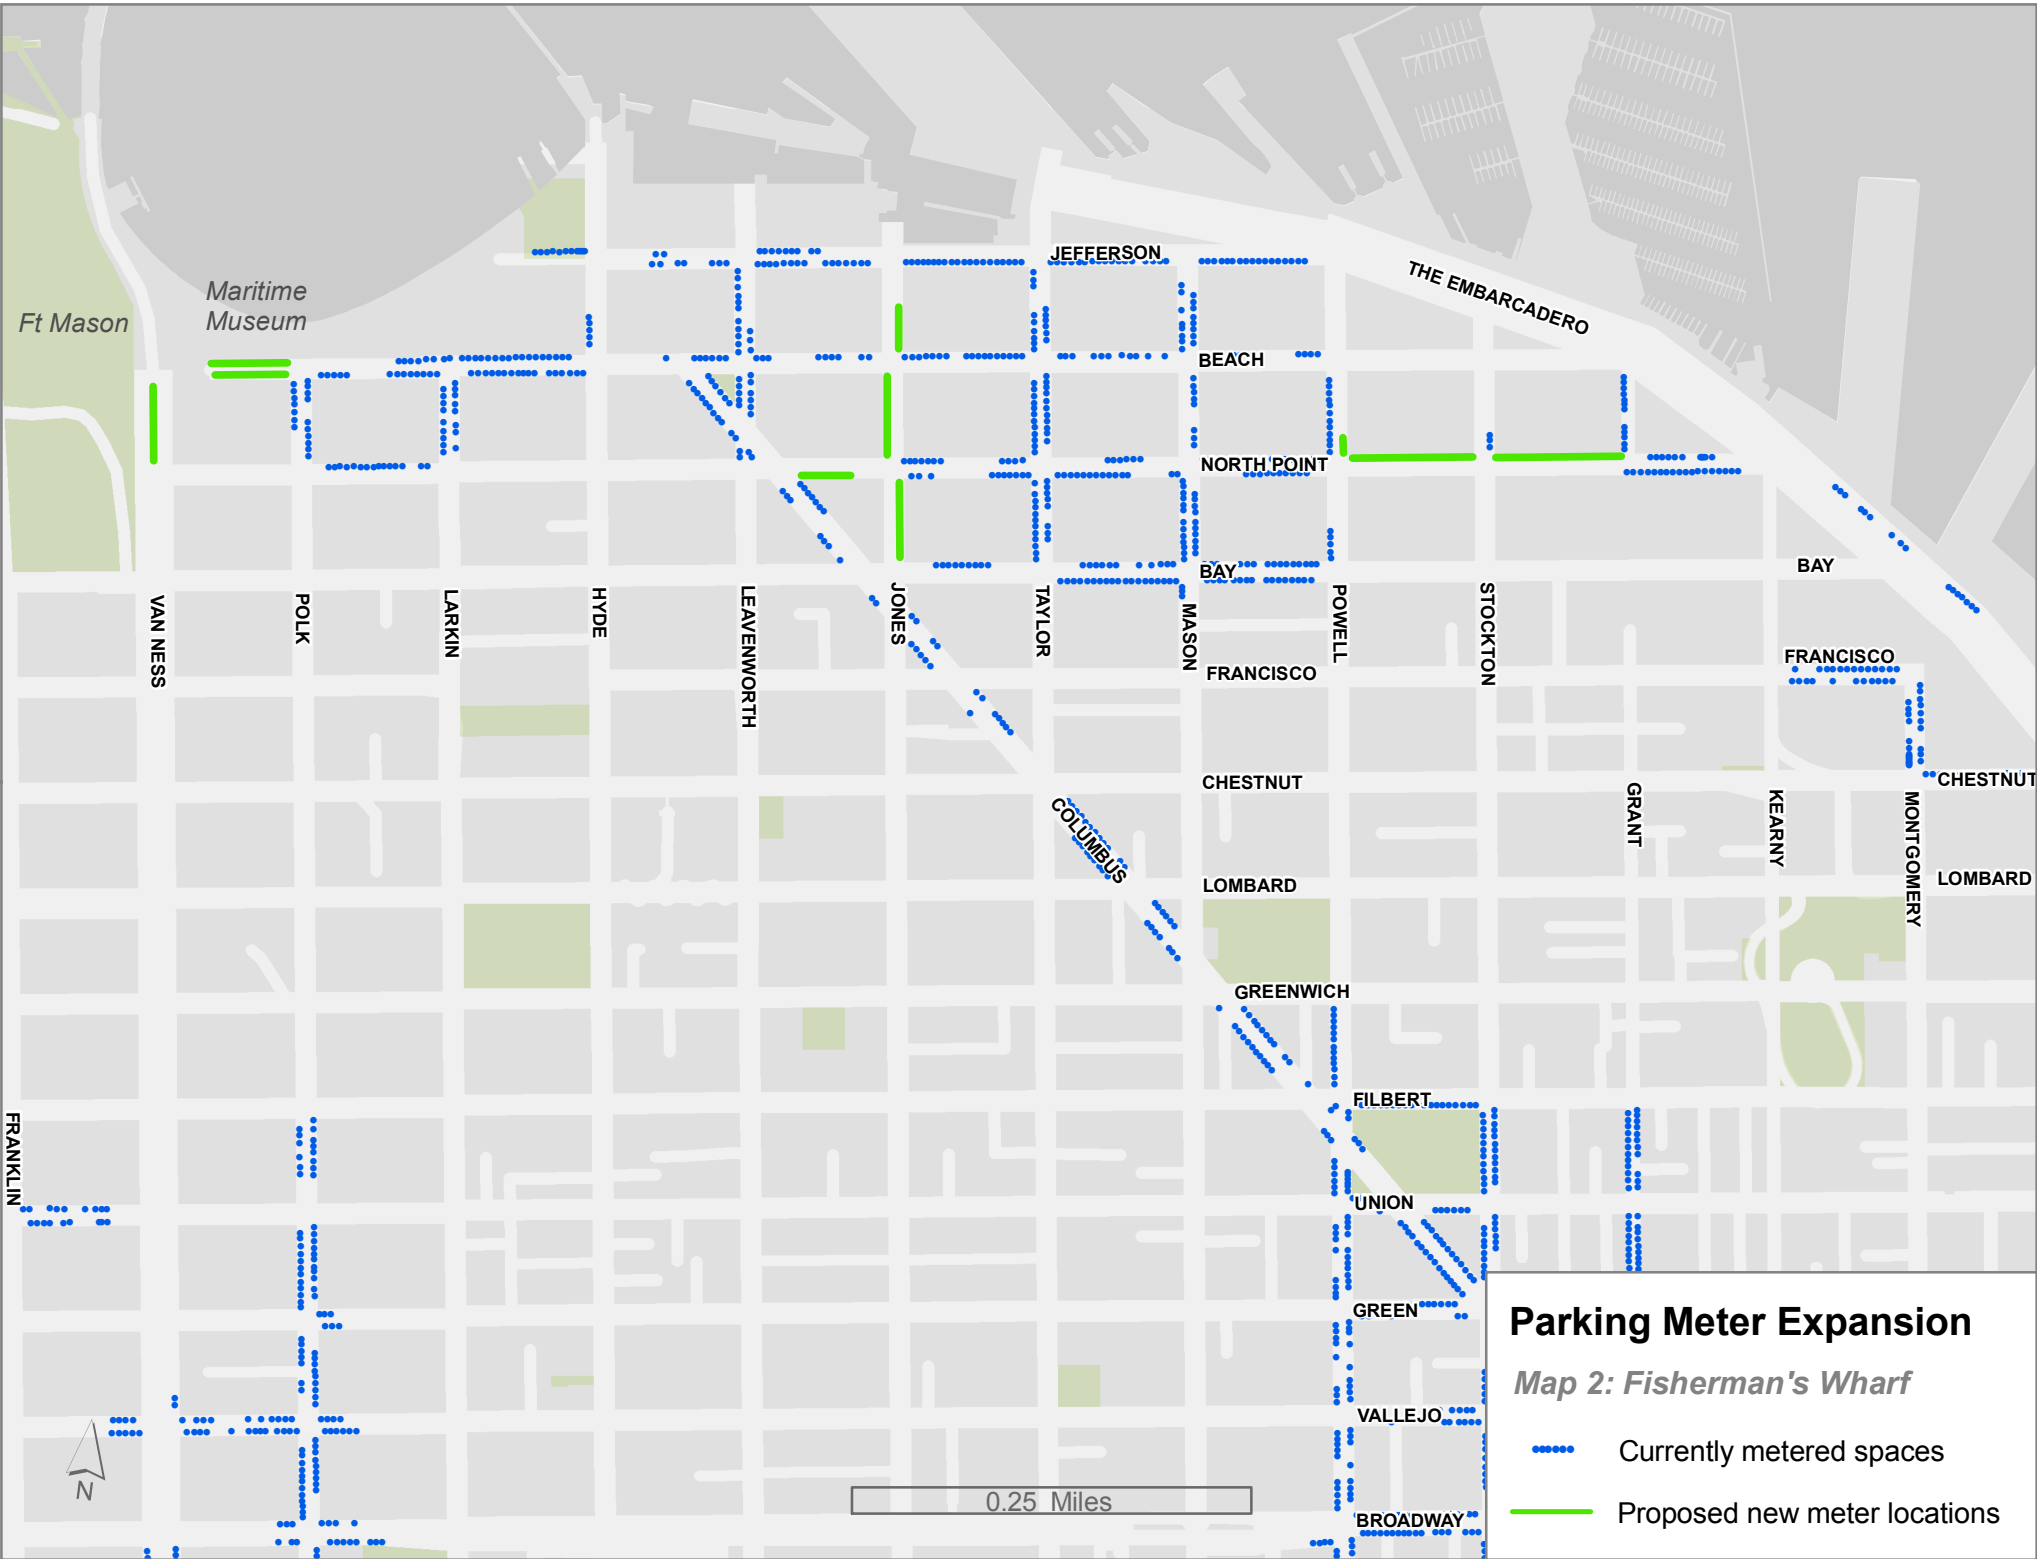 JEFFERSON
THE EMBARCADERO
Maritime
Museum
Ft Mason
BEACH
NORTH POINT
BAY
BAY
VAN NESS
POLK
LARKIN
HYDE
LEAVENWORTH
JONES
TAYLOR
MASON
POWELL
STOCKTON
FRANCISCO
FRANCISCO
CHESTNUT
CHESTNUT
GRANT
KEARNY
MONTGOMERY
COLUMBUS
LOMBARD
LOMBARD
GREENWICH
FILBERT
FRANKLIN
UNION
GREEN
VALLEJO
BROADWAY
N
0.25 Miles
Parking Meter Expansion
Map 2: Fisherman's Wharf
Currently metered spaces
Proposed new meter locations